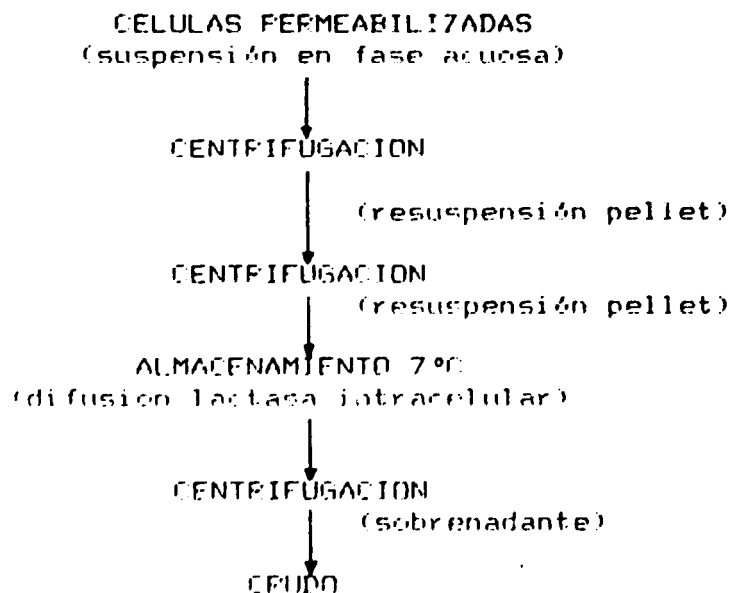 CELULAS PERMEABILIZADAS
(suspensión en fase acuosa)
CENTRIFUGACION
(resuspensión pellet)
CENTRIFUGACION
(resuspensión pellet)
ALMACENAMIENTO 7ºC
(difusion lactasa intracelular)
CENTRIFUGACION
(sobrenadante)
CRUDO